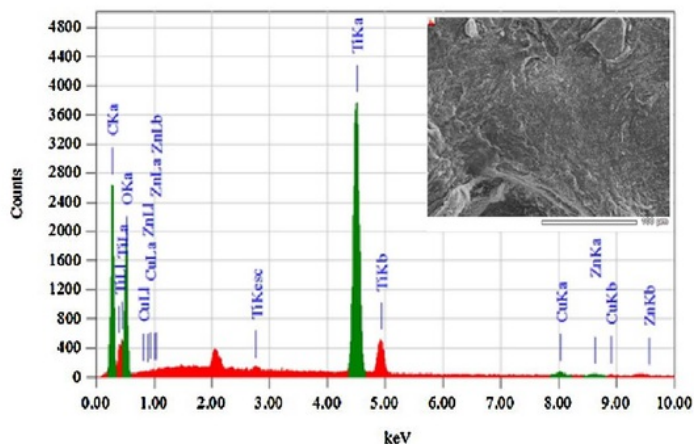 4800
4400
4000
3600
3200
2800
2400
2000
1600
1200
800
400
0
Counts
CKa
TiLl
TiLa
OKa
CuLl
ZnLl
CuLa
ZnLa
ZnLb
TiKesc
TiKa
TiKb
CuKa
ZnKa
CuKb
ZnKb
100 μm
0.00 1.00 2.00 3.00 4.00 5.00 6.00 7.00 8.00 9.00 10.00
keV